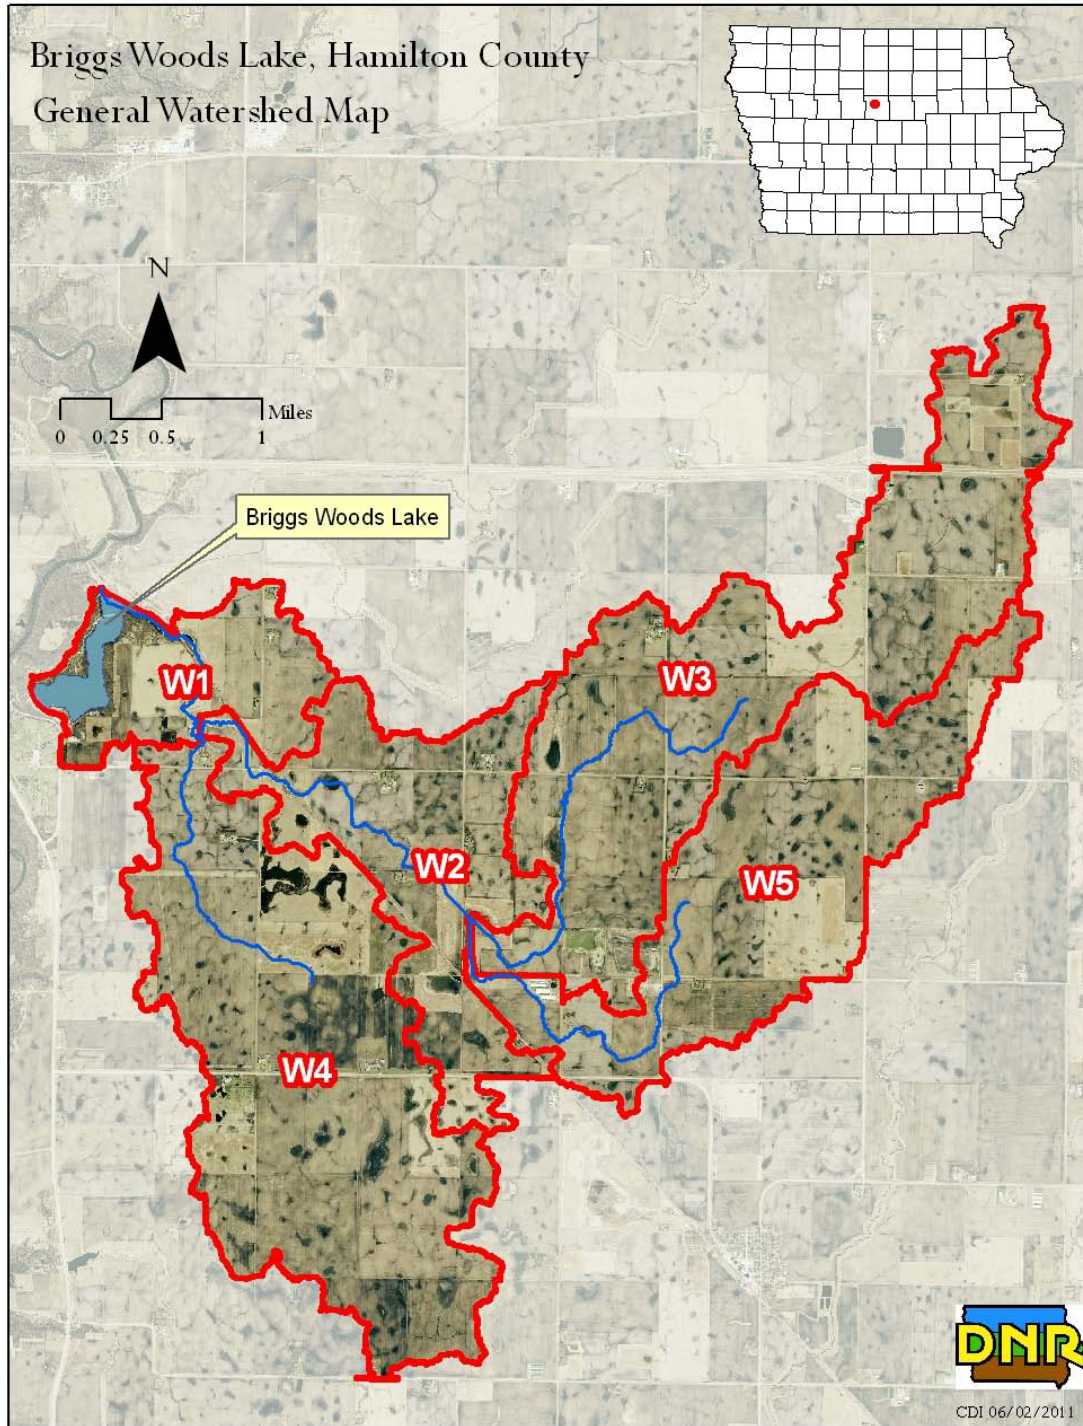 Briggs Woods Lake, Hamilton County
General Watershed Map
N
Miles
0 0.25 0.5 1
Briggs Woods Lake
W1
W3
W2
W5
W4
DNR
CDI 06/02/2011